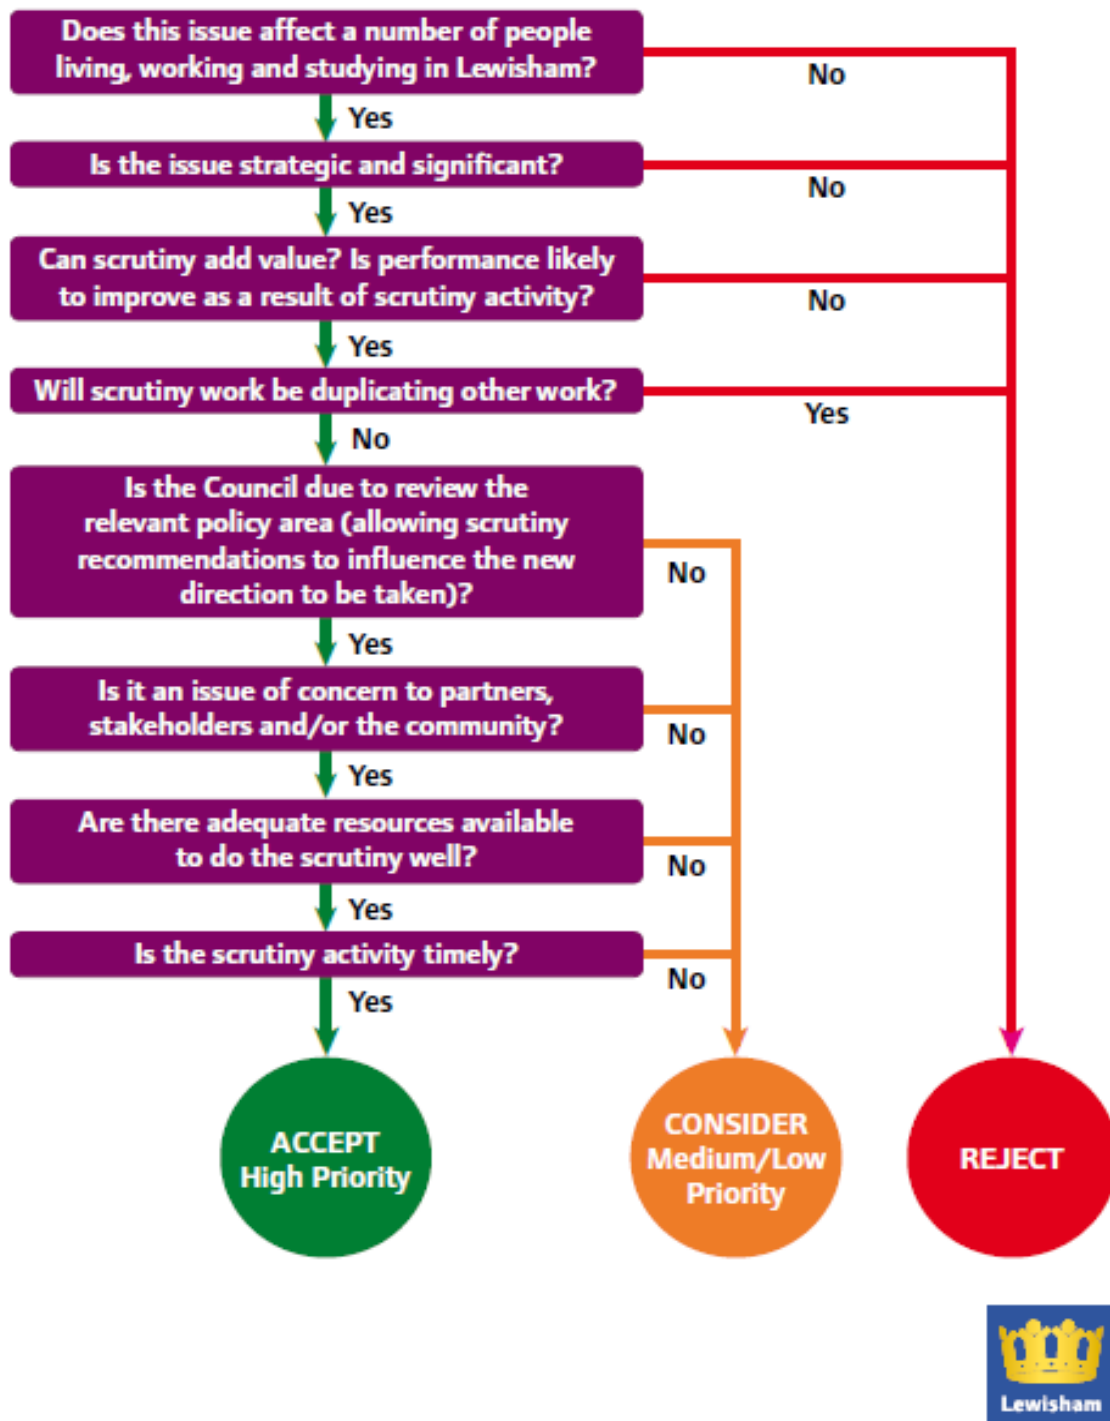 Does this issue affect a number of people
living, working and studying in Lewisham?
No
Yes
Is the issue strategic and significant?
No
Yes
Can scrutiny add value? Is performance likely
to improve as a result of scrutiny activity?
No
Yes
Will scrutiny work be duplicating other work?
Yes
No
Is the Council due to review the
relevant policy area (allowing scrutiny
recommendations to influence the new
direction to be taken)?
No
Yes
Is it an issue of concern to partners,
stakeholders and/or the community?
No
Yes
Are there adequate resources available
to do the scrutiny well?
No
Yes
Is the scrutiny activity timely?
No
Yes
ACCEPT
High Priority
CONSIDER
Medium/Low
Priority
REJECT
Lewisham